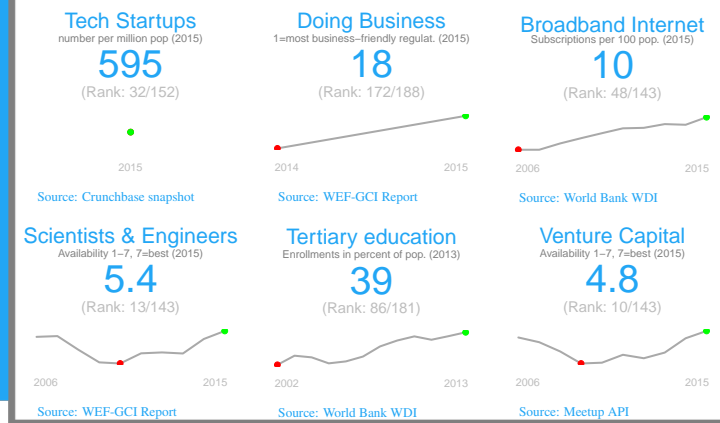 Tech Startups
number per million pop (2015)
595
(Rank: 32/152)
2015
Source: Crunchbase snapshot
Doing Business
1=most business−friendly regulat. (2015)
18
(Rank: 172/188)
2014 2015
Source: WEF-GCI Report
Broadband Internet
Subscriptions per 100 pop. (2015)
10
(Rank: 48/143)
2006 2015
Source: World Bank WDI
Scientists & Engineers
Availability 1−7, 7=best (2015)
5.4
(Rank: 13/143)
2006 2015
Source: WEF-GCI Report
Tertiary education
Enrollments in percent of pop. (2013)
39
(Rank: 86/181)
2002 2013
Source: World Bank WDI
Venture Capital
Availability 1−7, 7=best (2015)
4.8
(Rank: 10/143)
2006 2015
Source: Meetup API